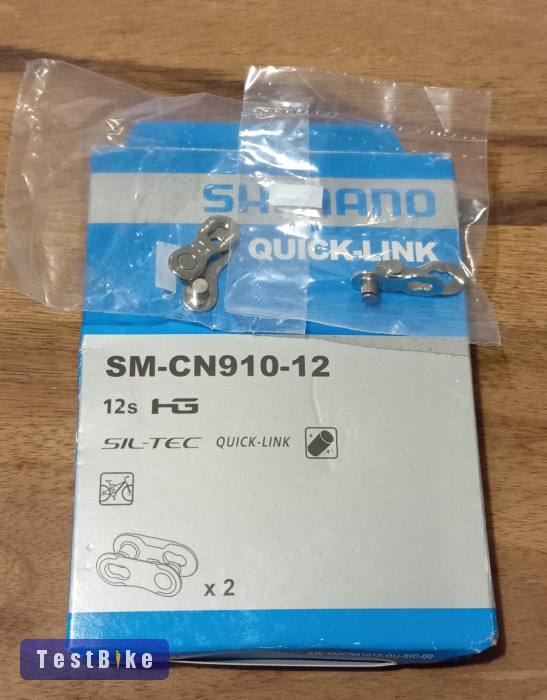 SHIMANO
QUICK-LINK
SM-CN910-12
12s HG
SIL-TEC QUICK-LINK
x 2
TestBike